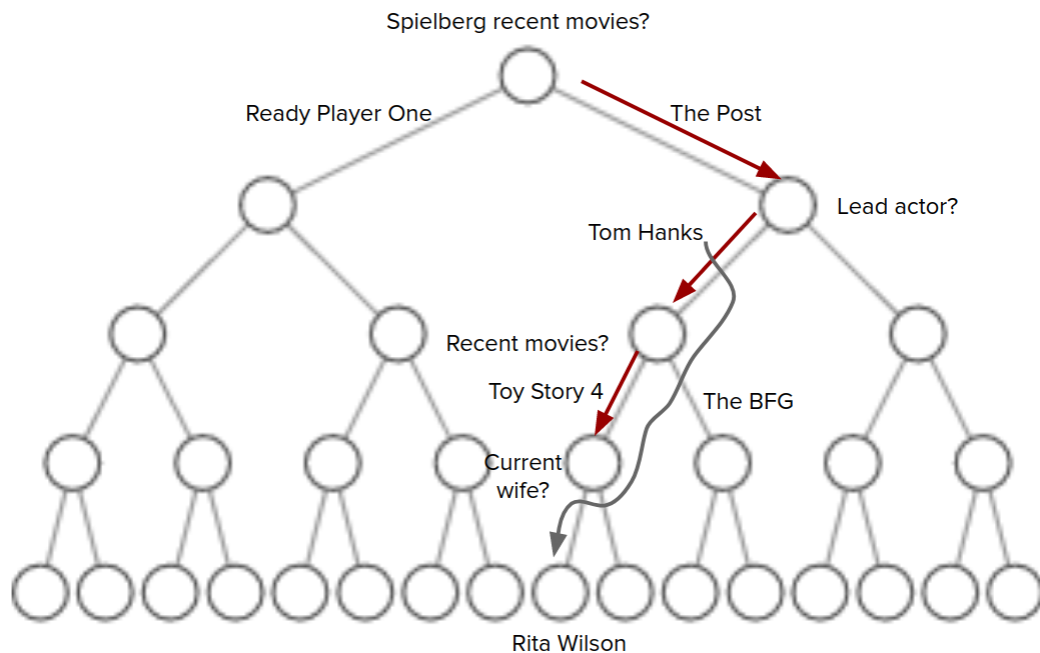 Spielberg recent movies?
Ready Player One
The Post
Lead actor?
Tom Hanks
Recent movies?
Toy Story 4
The BFG
Current
wife?
Rita Wilson